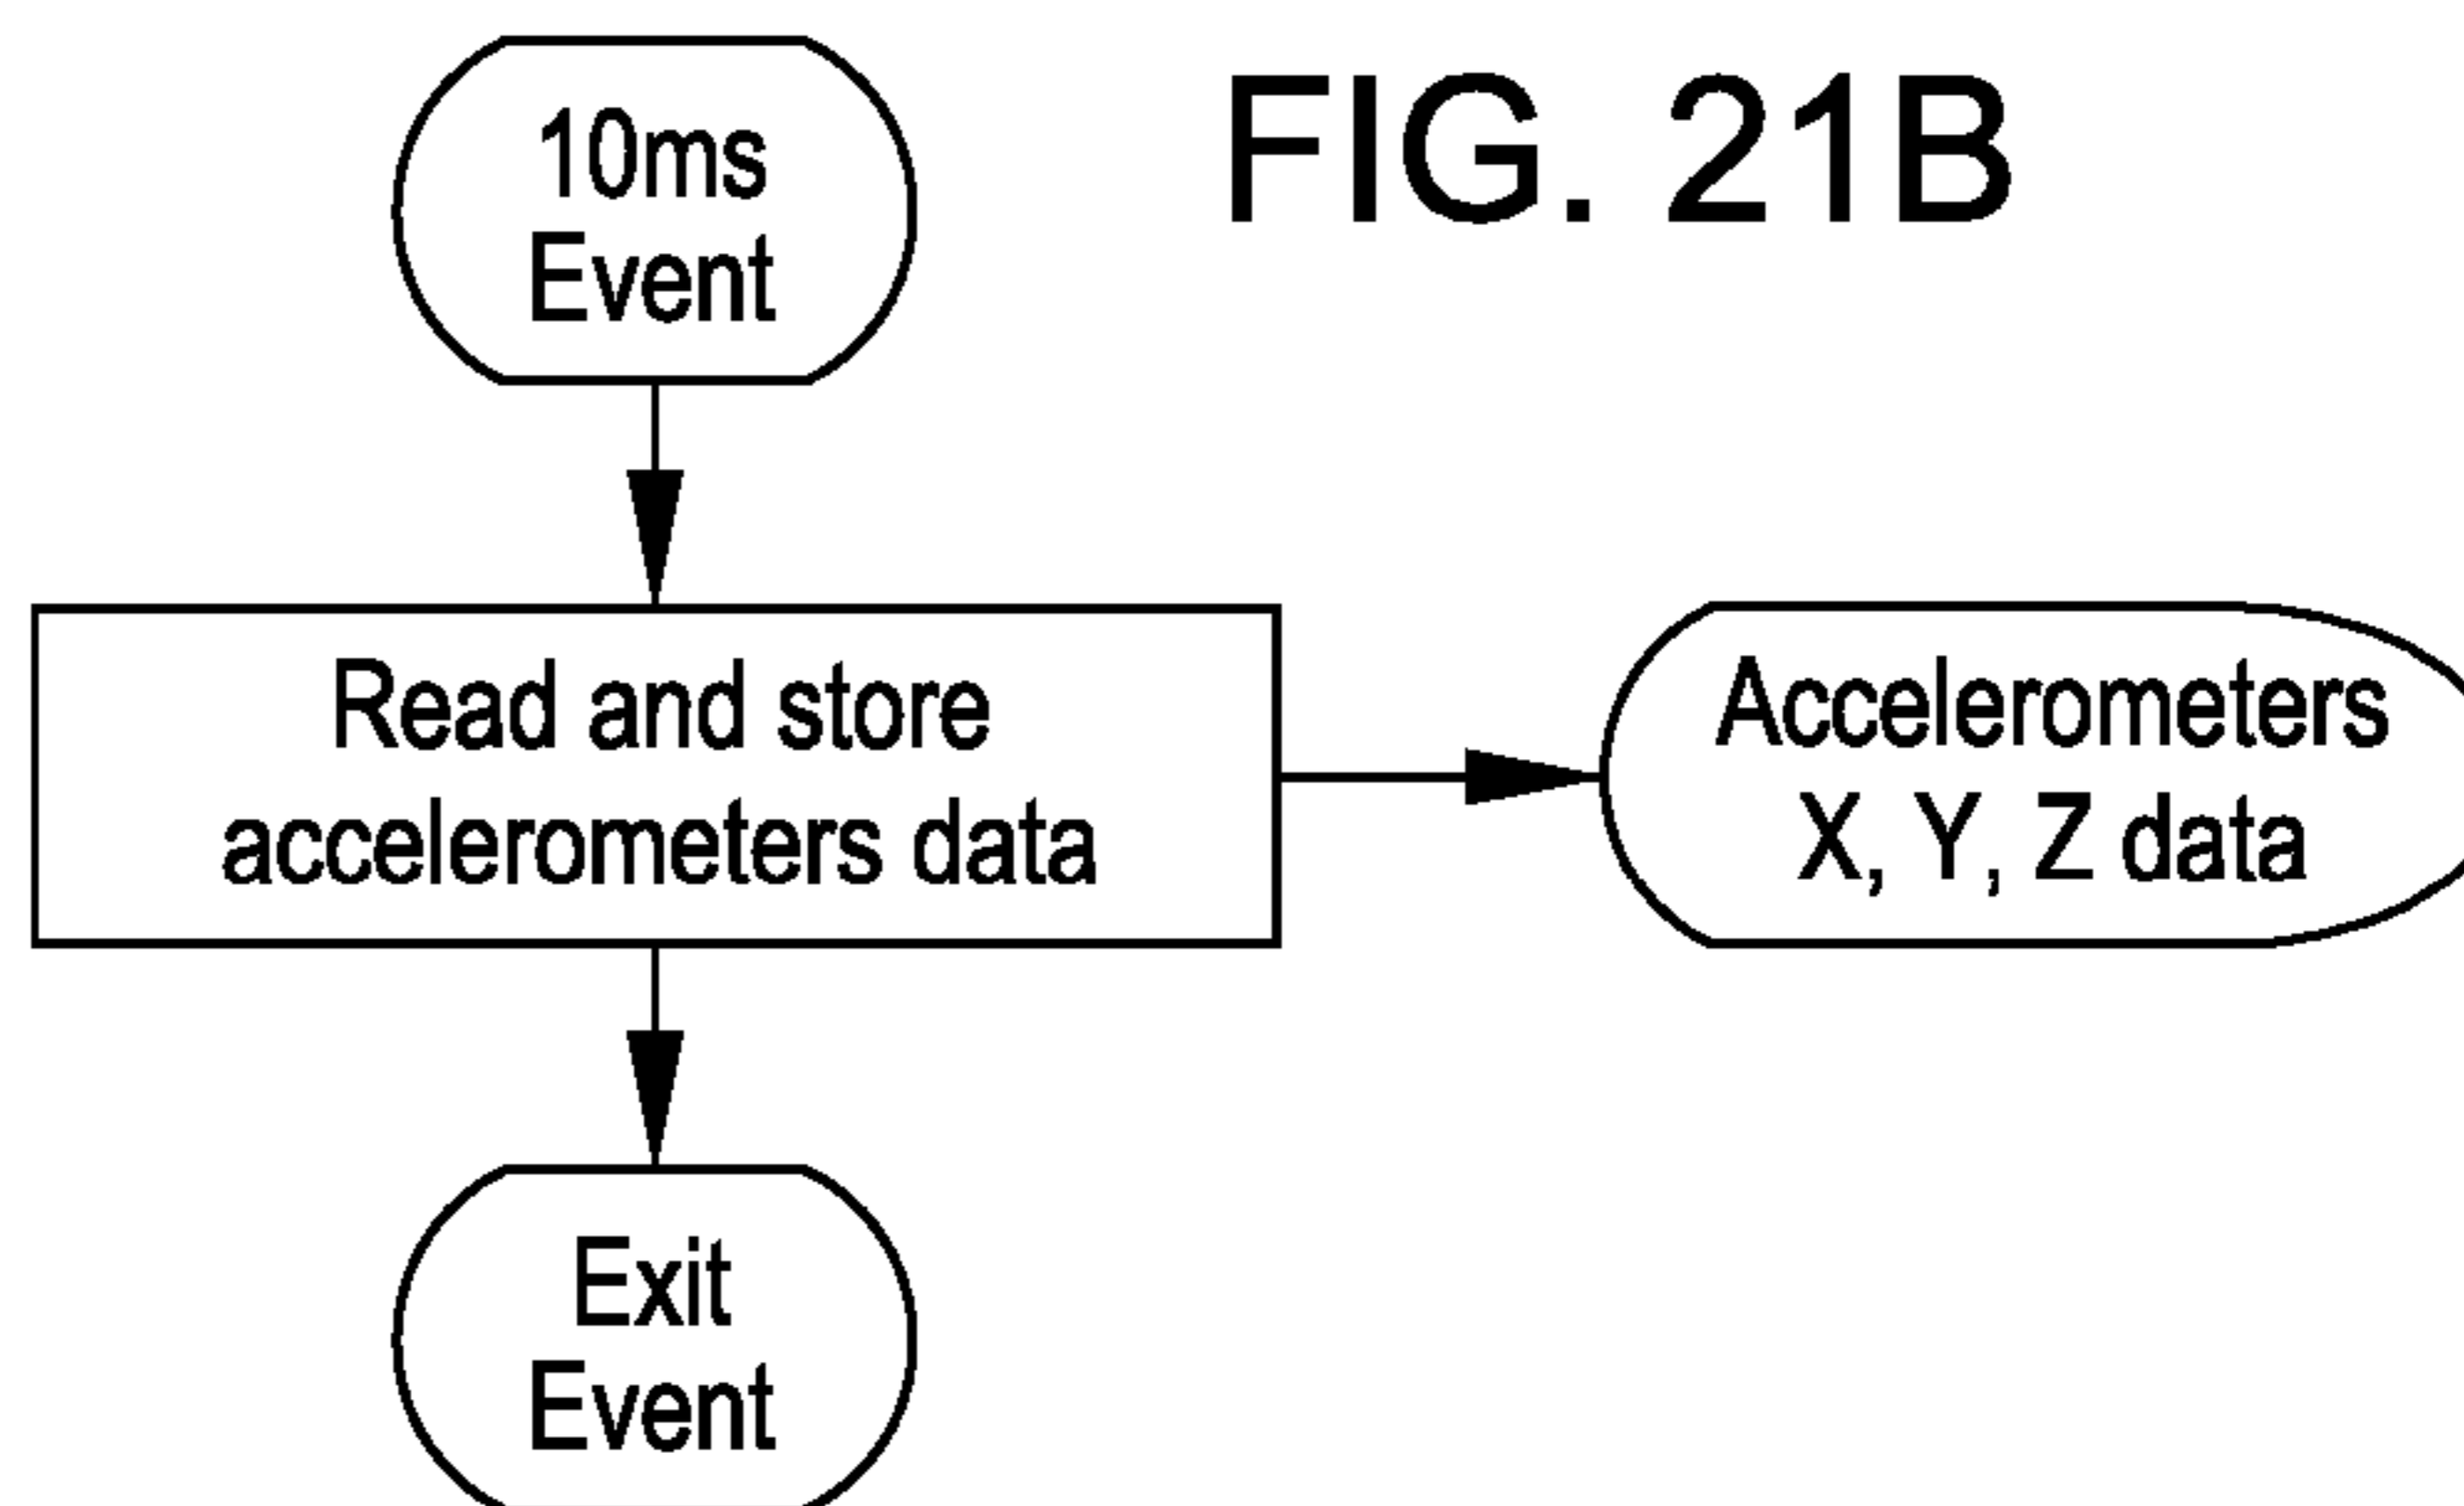 10ms
Event
FIG. 21B
Read and store
accelerometers data
Accelerometers
X, Y, Z data
Exit
Event